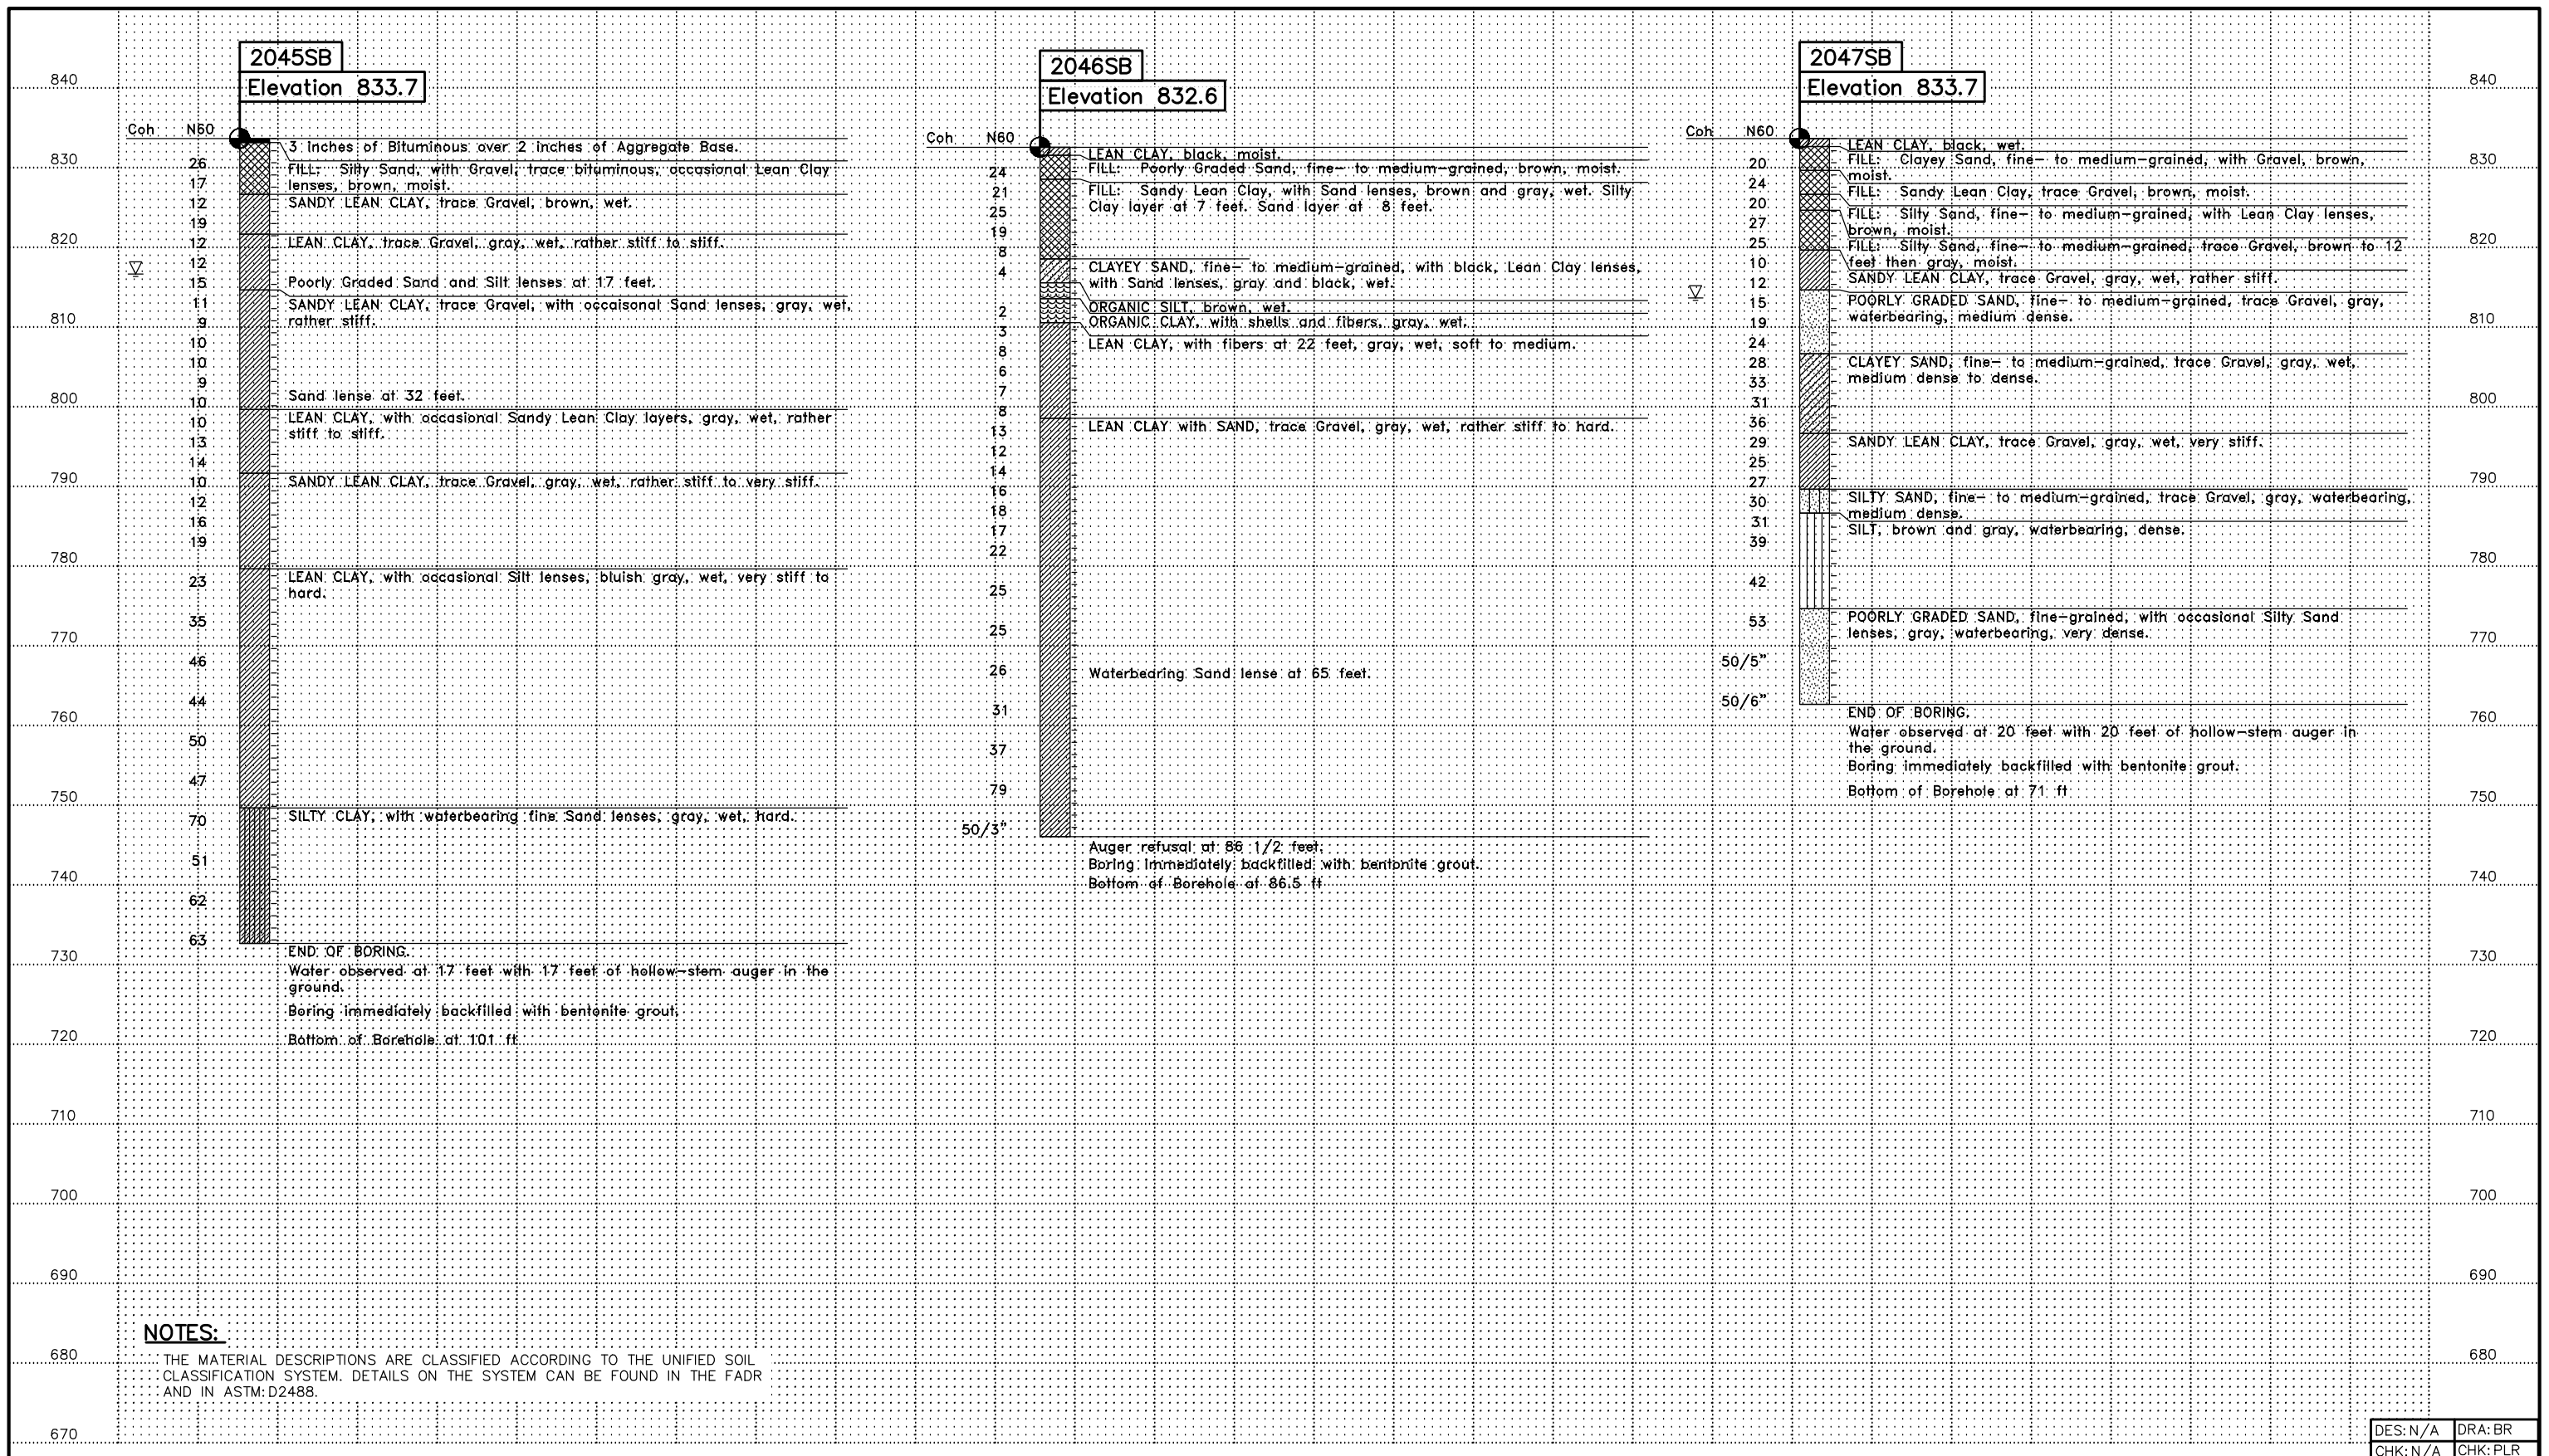 2045SB
Elevation 833.7
Coh N60
3 inches of Bituminous over 2 inches of Aggregate Base.
FILL: Silty Sand, with Gravel, trace bituminous, occasional Lean Clay
lenses, brown, moist.
SANDY LEAN CLAY, trace Gravel, brown, wet.
LEAN CLAY, trace Gravel, gray, wet, rather stiff to stiff.
Poorly Graded Sand and Silt lenses at 17 feet.
SANDY LEAN CLAY, trace Gravel, with occaisonal Sand lenses, gray, wet,
rather stiff.
Sand lense at 32 feet.
LEAN CLAY, with occasional Sandy Lean Clay layers, gray, wet, rather
stiff to stiff.
SANDY LEAN CLAY, trace Gravel, gray, wet, rather stiff to very stiff.
LEAN CLAY, with occasional Silt lenses, bluish gray, wet, very stiff to
hard.
SILTY CLAY, with waterbearing fine Sand lenses, gray, wet, hard.
END OF BORING.
Water observed at 17 feet with 17 feet of hollow-stem auger in the
ground.
Boring immediately backfilled with bentonite grout.
Bottom of Borehole at 101 ft
26
17
12
19
12
12
15
11
9
10
10
9
10
10
13
14
10
12
16
19
23
35
46
44
50
47
70
51
62
63
2046SB
Elevation 832.6
Coh N60
LEAN CLAY, black, moist.
FILL: Poorly Graded Sand, fine- to medium-grained, brown, moist.
FILL: Sandy Lean Clay, with Sand lenses, brown and gray, wet. Silty
Clay layer at 7 feet. Sand layer at 8 feet.
CLAYEY SAND, fine- to medium-grained, with black, Lean Clay lenses,
with Sand lenses, gray and black, wet.
ORGANIC SILT, brown, wet.
ORGANIC CLAY, with shells and fibers, gray, wet.
LEAN CLAY, with fibers at 22 feet, gray, wet, soft to medium.
LEAN CLAY with SAND, trace Gravel, gray, wet, rather stiff to hard.
Waterbearing Sand lense at 65 feet.
Auger refusal at 86 1/2 feet.
Boring immediately backfilled with bentonite grout.
Bottom of Borehole at 86.5 ft
24
21
25
19
8
4
2
3
8
6
7
8
13
12
14
16
18
17
22
25
25
26
31
37
79
50/3"
2047SB
Elevation 833.7
Coh N60
LEAN CLAY, black, wet.
FILL: Clayey Sand, fine- to medium-grained, with Gravel, brown,
moist.
FILL: Sandy Lean Clay, trace Gravel, brown, moist.
FILL: Silty Sand, fine- to medium-grained, with Lean Clay lenses,
brown, moist.
FILL: Silty Sand, fine- to medium-grained, trace Gravel, brown to 12
feet then gray, moist.
SANDY LEAN CLAY, trace Gravel, gray, wet, rather stiff.
POORLY GRADED SAND, fine- to medium-grained, trace Gravel, gray,
waterbearing, medium dense.
CLAYEY SAND, fine- to medium-grained, trace Gravel, gray, wet,
medium dense to dense.
SANDY LEAN CLAY, trace Gravel, gray, wet, very stiff.
SILTY SAND, fine- to medium-grained, trace Gravel, gray, waterbearing,
medium dense.
SILT, brown and gray, waterbearing, dense.
POORLY GRADED SAND, fine-grained, with occasional Silty Sand
lenses, gray, waterbearing, very dense.
END OF BORING.
Water observed at 20 feet with 20 feet of hollow-stem auger in
the ground.
Boring immediately backfilled with bentonite grout.
Bottom of Borehole at 71 ft
20
24
20
27
25
10
12
15
19
24
28
33
31
36
29
25
27
30
31
39
42
53
50/5"
50/6"
840
830
820
810
800
790
780
770
760
750
740
730
720
710
700
690
680
670
840
830
820
810
800
790
780
770
760
750
740
730
720
710
700
690
680
NOTES:
THE MATERIAL DESCRIPTIONS ARE CLASSIFIED ACCORDING TO THE UNIFIED SOIL
CLASSIFICATION SYSTEM. DETAILS ON THE SYSTEM CAN BE FOUND IN THE FADR
AND IN ASTM:D2488.
DES: N/A DRA: BR
CHK: N/A CHK: PLR